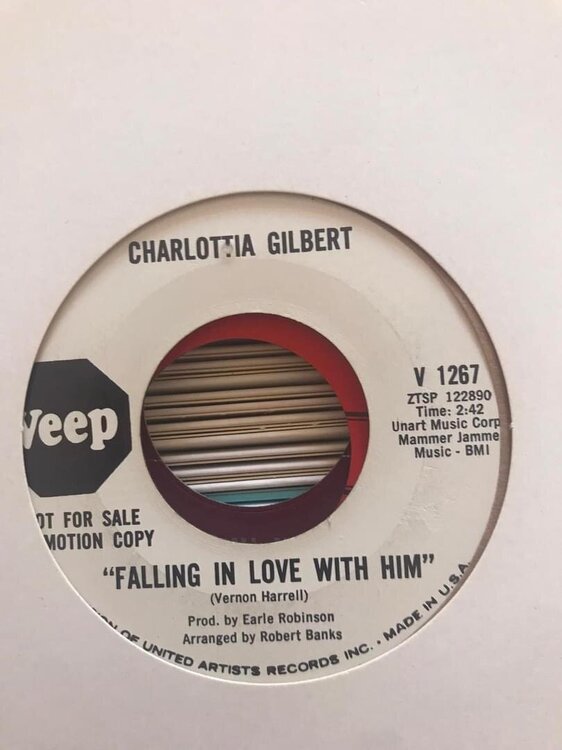 CHARLOTTIA GILBERT
V 1267
ZTSP 122890
Time: 2:42
Unart Music Corp
Mammer Jamme
Music - BMI
Veep
OT FOR SALE
MOTION COPY
"FALLING IN LOVE WITH HIM"
(Vernon Harrell)
Prod. by Earle Robinson
Arranged by Robert Banks
OF UNITED ARTISTS RECORDS INC. • MADE IN U.S.A.